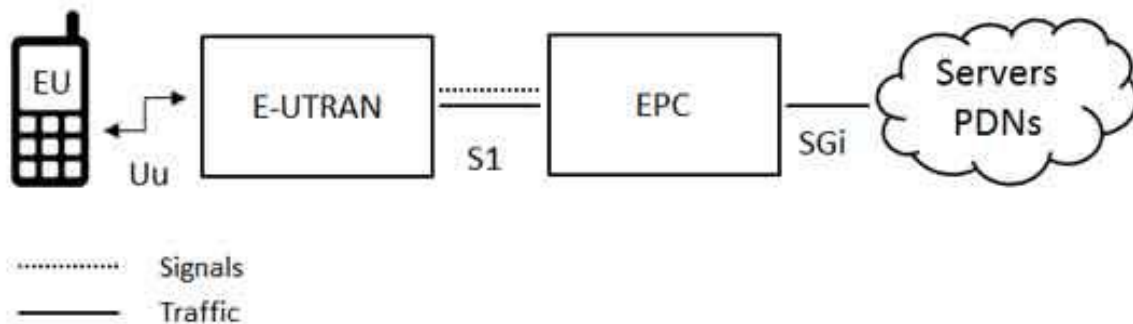 EU
E-UTRAN
EPC
Servers
PDNs
Uu
S1
SGi
Signals
Traffic